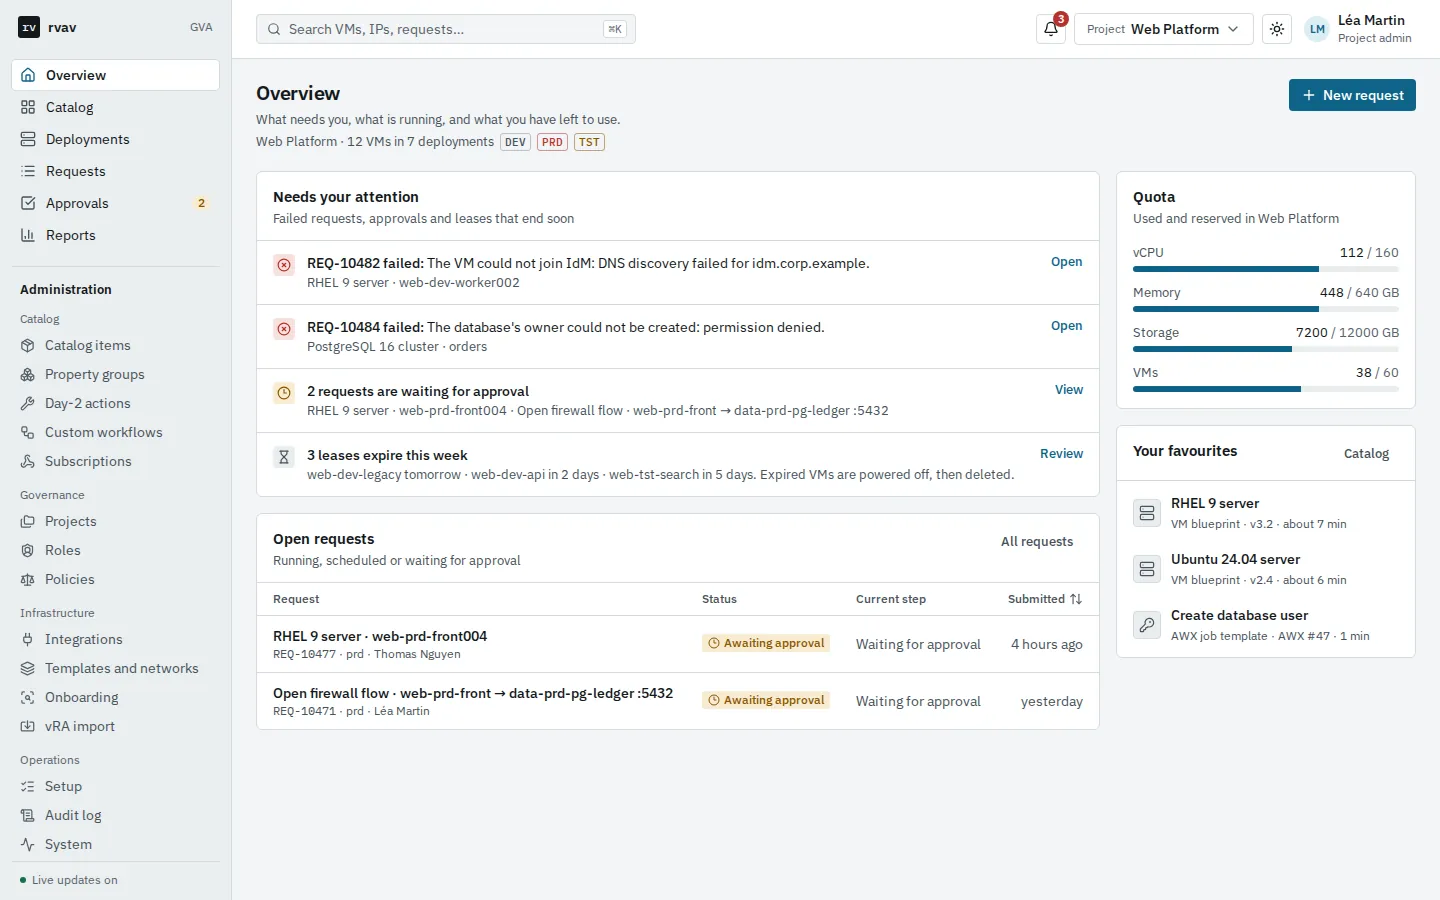 rv rvav GVA
Search VMs, IPs, requests... ⌘K
3
Project Web Platform
LM
Léa Martin
Project admin
Overview
Catalog
Deployments
Requests
Approvals 2
Reports
Administration
Catalog
Catalog items
Property groups
Day-2 actions
Custom workflows
Subscriptions
Governance
Projects
Roles
Policies
Infrastructure
Integrations
Templates and networks
Onboarding
vRA import
Operations
Setup
Audit log
System
Live updates on
Overview
What needs you, what is running, and what you have left to use.
Web Platform · 12 VMs in 7 deployments DEV PRD TST
New request
Needs your attention
Failed requests, approvals and leases that end soon
REQ-10482 failed: The VM could not join IdM: DNS discovery failed for idm.corp.example. Open
RHEL 9 server · web-dev-worker002
REQ-10484 failed: The database's owner could not be created: permission denied. Open
PostgreSQL 16 cluster · orders
2 requests are waiting for approval View
RHEL 9 server · web-prd-front004 · Open firewall flow · web-prd-front → data-prd-pg-ledger :5432
3 leases expire this week Review
web-dev-legacy tomorrow · web-dev-api in 2 days · web-tst-search in 5 days. Expired VMs are powered off, then deleted.
Open requests
Running, scheduled or waiting for approval
All requests
Request Status Current step Submitted
RHEL 9 server · web-prd-front004
REQ-10477 · prd · Thomas Nguyen
Awaiting approval Waiting for approval 4 hours ago
Open firewall flow · web-prd-front → data-prd-pg-ledger :5432
REQ-10471 · prd · Léa Martin
Awaiting approval Waiting for approval yesterday
Quota
Used and reserved in Web Platform
vCPU 112 / 160
Memory 448 / 640 GB
Storage 7200 / 12000 GB
VMs 38 / 60
Your favourites Catalog
RHEL 9 server
VM blueprint · v3.2 · about 7 min
Ubuntu 24.04 server
VM blueprint · v2.4 · about 6 min
Create database user
AWX job template · AWX #47 · 1 min